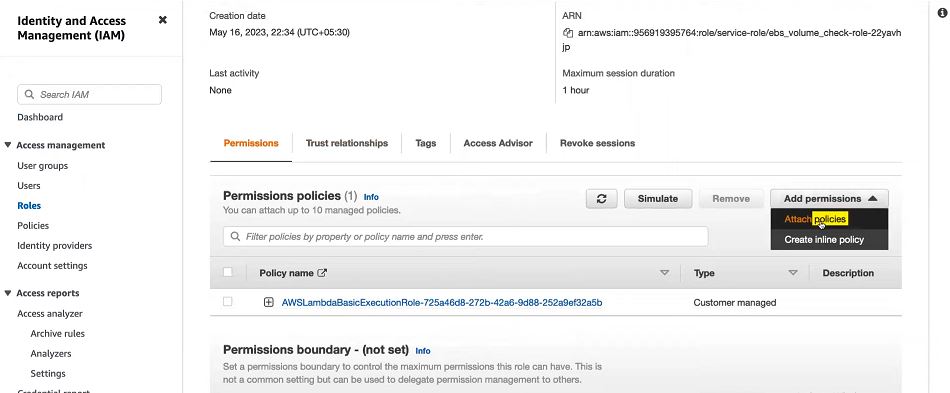 Identity and Access
Management (IAM)
Search IAM
Dashboard
Access management
User groups
Users
Roles
Policies
Identity providers
Account settings
Access reports
Access analyzer
Archive rules
Analyzers
Settings
Credential report
Creation date
May 16, 2023, 22:34 (UTC+05:30)
ARN
arn:aws:iam::956919395764:role/service-role/ebs_volume_check-role-22yavh
jp
Last activity
None
Maximum session duration
1 hour
Permissions
Trust relationships
Tags
Access Advisor
Revoke sessions
Permissions policies (1) Info
You can attach up to 10 managed policies.
Simulate
Remove
Add permissions
Attach policies
Create inline policy
Filter policies by property or policy name and press enter.
Policy name
Type
Description
AWSLambdaBasicExecutionRole-725a46d8-272b-42a6-9d88-252a9ef32a5b
Customer managed
Permissions boundary - (not set) Info
Set a permissions boundary to control the maximum permissions this role can have. This is
not a common setting but can be used to delegate permission management to others.